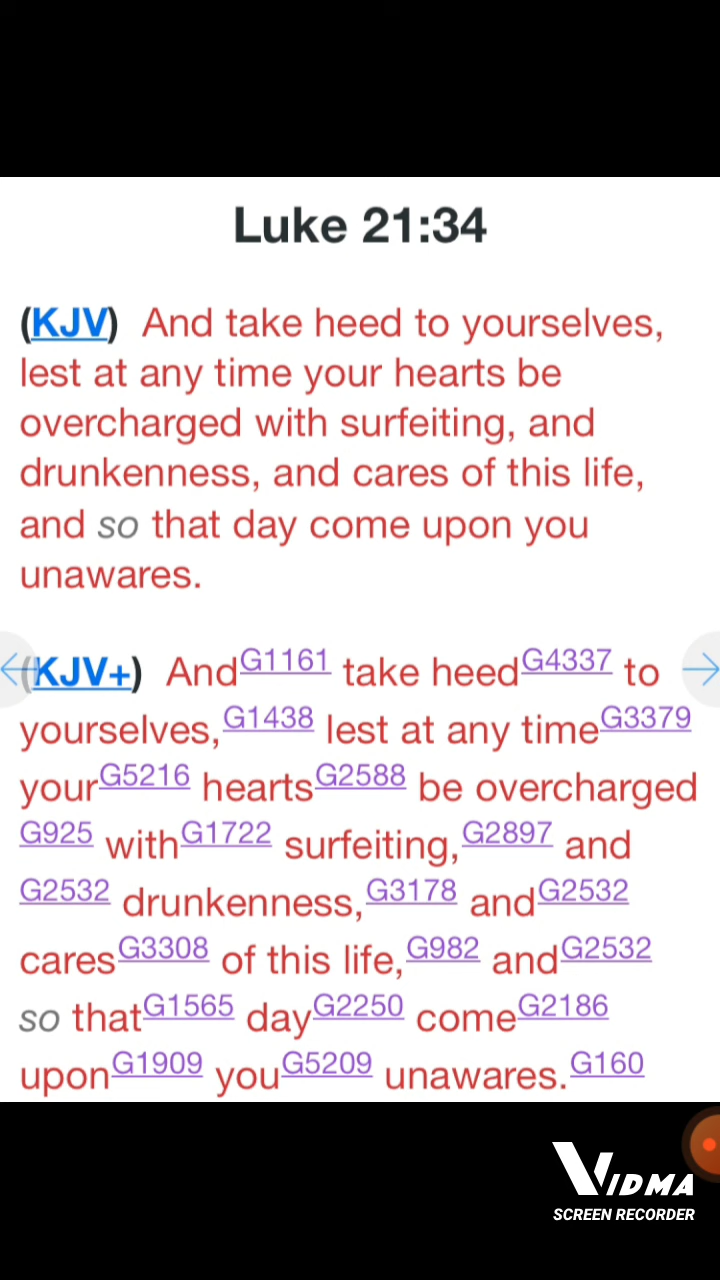 Luke 21:34
(KJV) And take heed to yourselves,
lest at any time your hearts be
overcharged with surfeiting, and
drunkenness, and cares of this life,
and so that day come upon you
unawares.
(KJV+) AndG1161 take heedG4337 to
yourselves,G1438 lest at any timeG3379
yourG5216 heartsG2588 be overcharged
G925 withG1722 surfeiting,G2897 and
G2532 drunkenness,G3178 andG2532
caresG3308 of this life,G982 andG2532
so thatG1565 dayG2250 comeG2186
uponG1909 youG5209 unawares.G160
VIDMA
SCREEN RECORDER